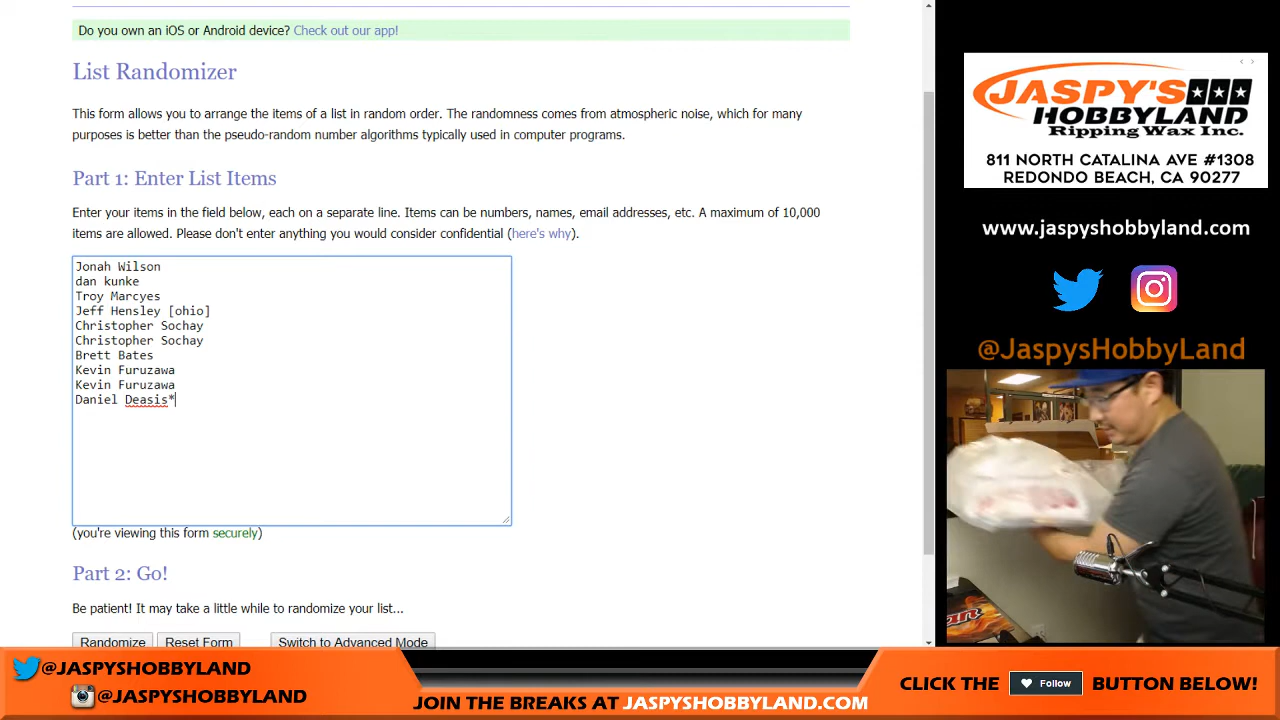 Do you own an iOS or Android device? Check out our app!
List Randomizer
This form allows you to arrange the items of a list in random order. The randomness comes from atmospheric noise, which for many
purposes is better than the pseudo-random number algorithms typically used in computer programs.
Part 1: Enter List Items
Enter your items in the field below, each on a separate line. Items can be numbers, names, email addresses, etc. A maximum of 10,000
items are allowed. Please don't enter anything you would consider confidential (here's why).
Jonah Wilson
dan kunke
Troy Marcyes
Jeff Hensley [ohio]
Christopher Sochay
Christopher Sochay
Brett Bates
Kevin Furuzawa
Kevin Furuzawa
Daniel Deasis*
(you're viewing this form securely)
Part 2: Go!
Be patient! It may take a little while to randomize your list...
Randomize Reset Form Switch to Advanced Mode
JASPY'S
HOBBYLAND
Ripping Wax Inc.
811 NORTH CATALINA AVE #1308
REDONDO BEACH, CA 90277
www.jaspyshobbyland.com
@JaspysHobbyLand
@JASPYSHOBBYLAND
@JASPYSHOBBYLAND
JOIN THE BREAKS AT JASPYSHOBBYLAND.COM
CLICK THE Follow BUTTON BELOW!